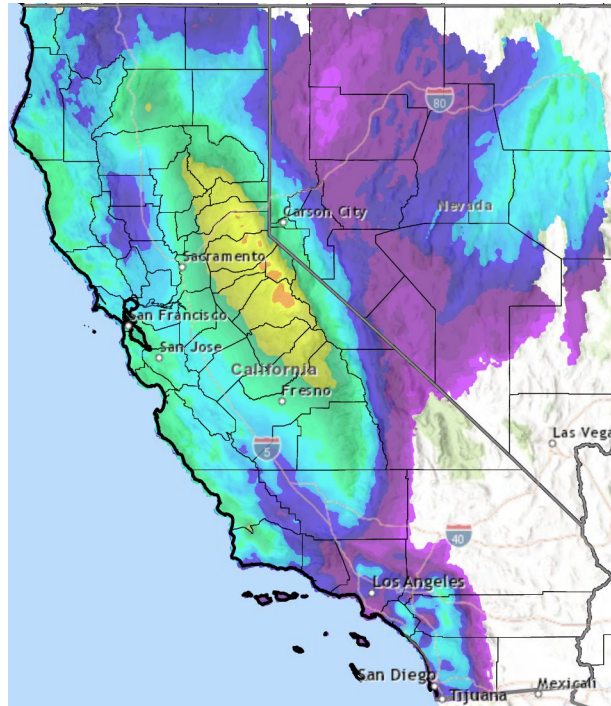 80
Carson City
Nevada
Sacramento
San Francisco
San Jose
California
Fresno
Las Vega
5
40
Los Angeles
San Diego
Mexicali
Tijuana